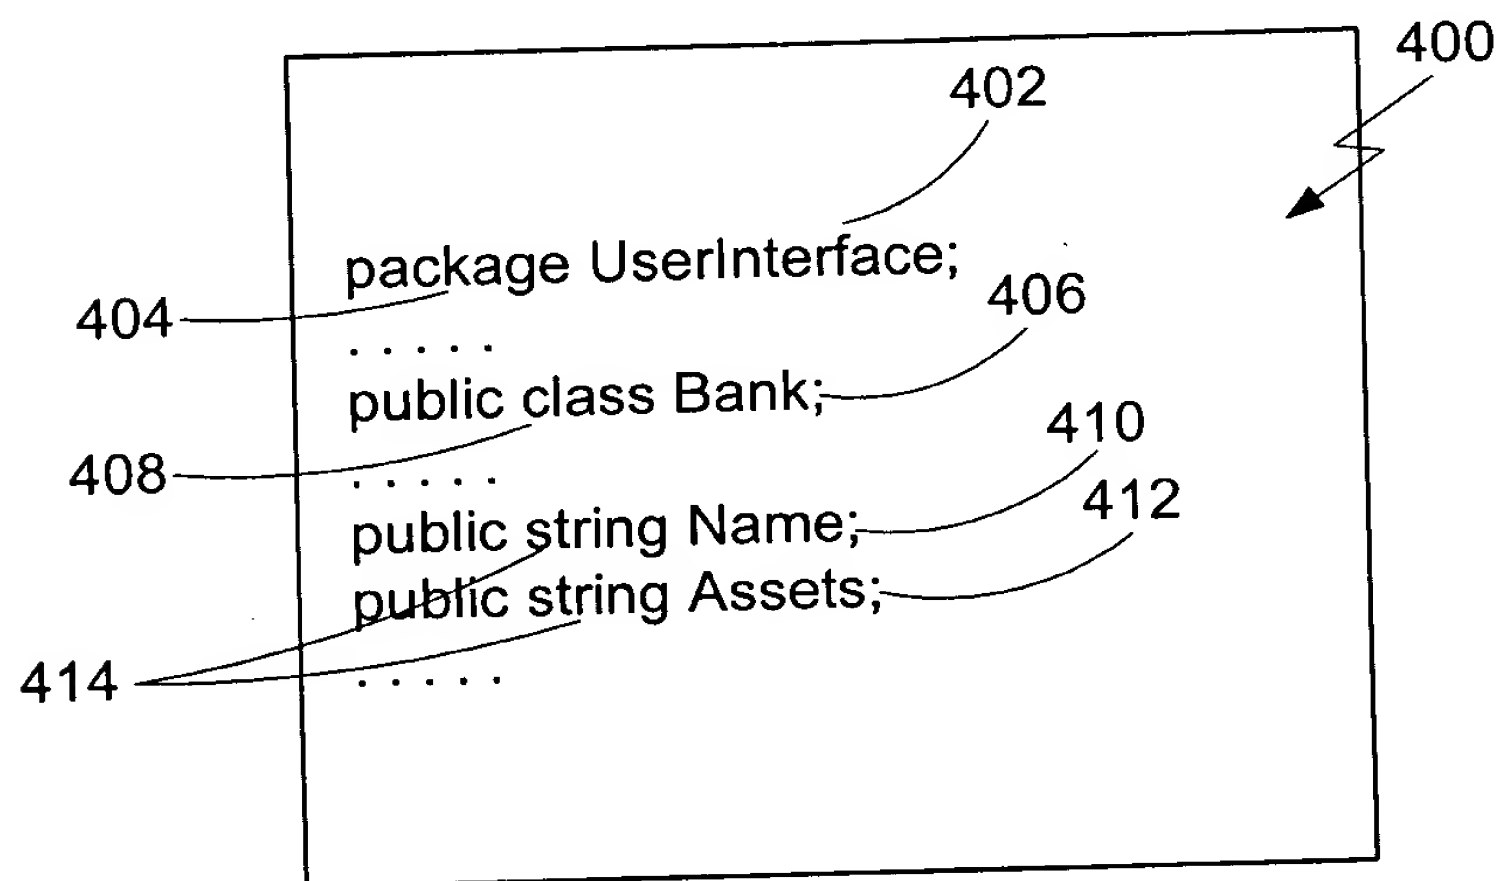 400
402
package UserInterface;
404
406
. . . . .
public class Bank;
410
408
. . . . .
412
public string Name;
public string Assets;
414
. . . . .